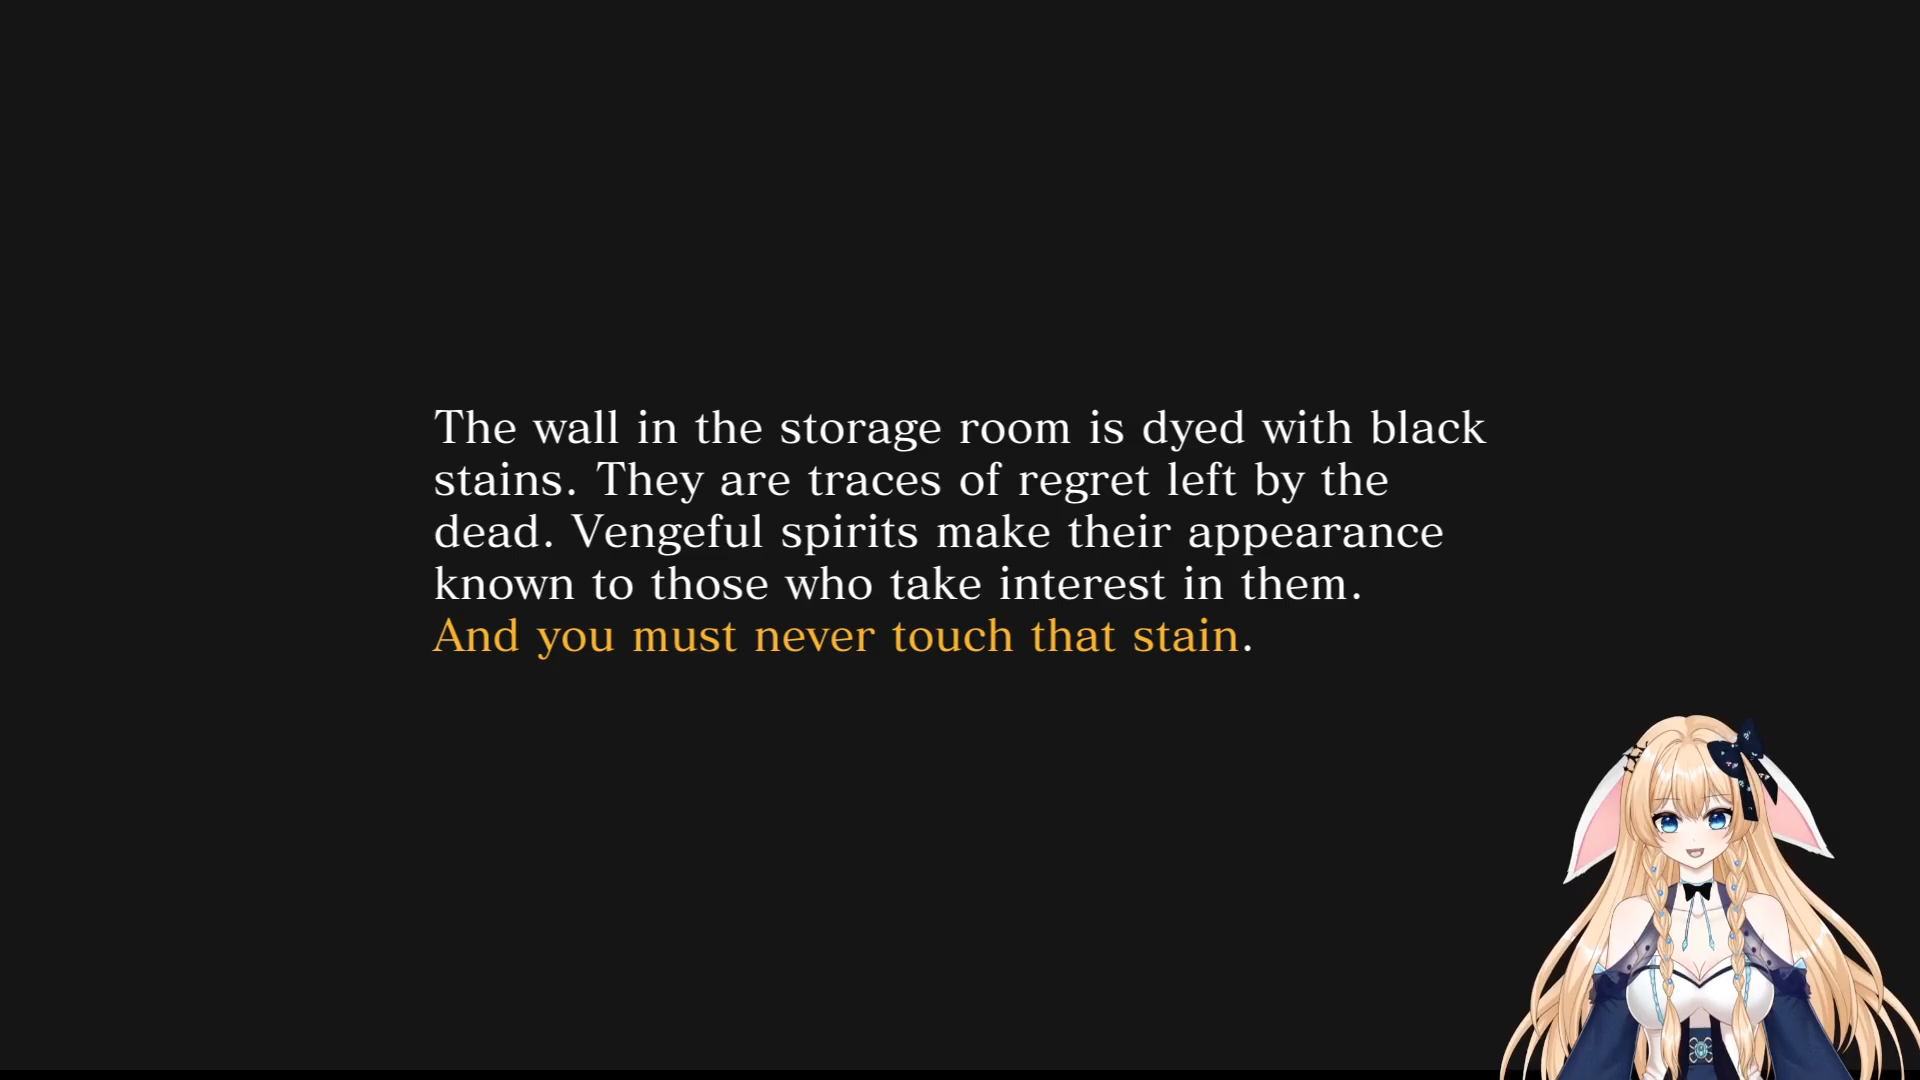 The wall in the storage room is dyed with black
stains. They are traces of regret left by the
dead. Vengeful spirits make their appearance
known to those who take interest in them.
And you must never touch that stain.